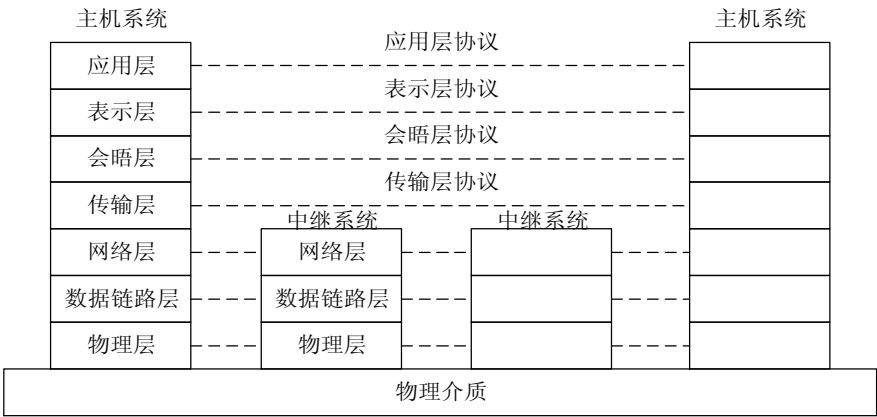 主机系统
主机系统
应用层协议
应用层
表示层协议
表示层
会晤层协议
会晤层
传输层协议
传输层
中继系统
中继系统
网络层
网络层
数据链路层
数据链路层
物理层
物理层
物理介质